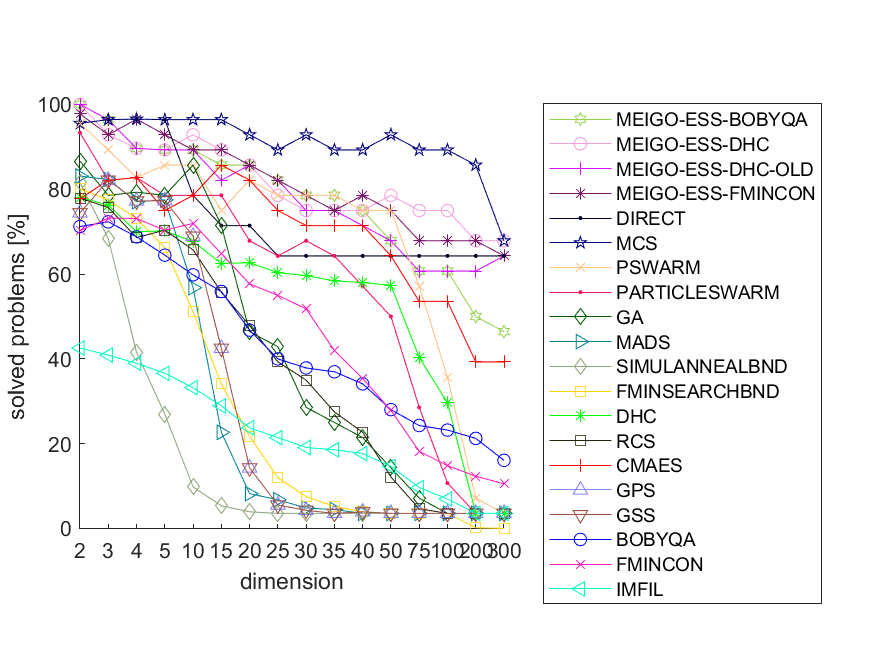 100
80
60
40
20
0
solved problems [%]
2 3 4 5 10 15 20 25 30 35 40 50 75 100 200 300
dimension
MEIGO-ESS-BOBYQA
MEIGO-ESS-DHC
MEIGO-ESS-DHC-OLD
MEIGO-ESS-FMINCON
DIRECT
MCS
PSWARM
PARTICLESWARM
GA
MADS
SIMULANNEALBND
FMINSEARCHBND
DHC
RCS
CMAES
GPS
GSS
BOBYQA
FMINCON
IMFIL